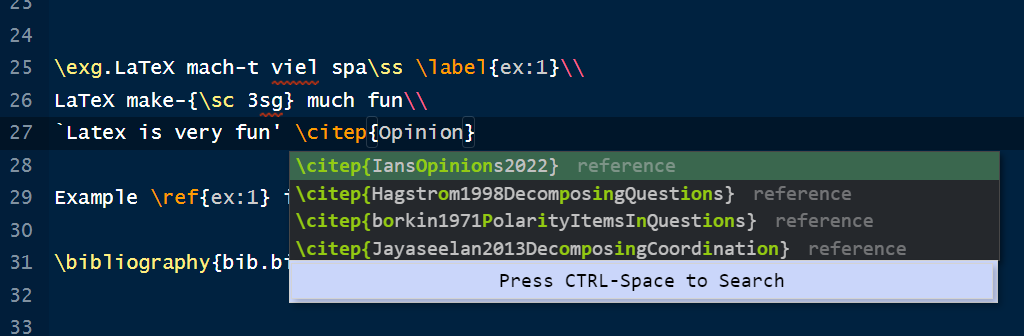 23
24
25 \exg.LaTeX mach-t viel spa\ss \label{ex:1}\\
26 LaTeX make-{\sc 3sg} much fun\\
27 `Latex is very fun' \citep{Opinion}
28 \citep{IansOpinions2022} reference
29 Example \ref{ex:1} \citep{Hagstrom1998DecomposingQuestions} reference
30 \citep{borkin1971PolarityItemsInQuestions} reference
31 \bibliography{bib.bi \citep{Jayaseelan2013DecomposingCoordination} reference
Press CTRL-Space to Search
32
33